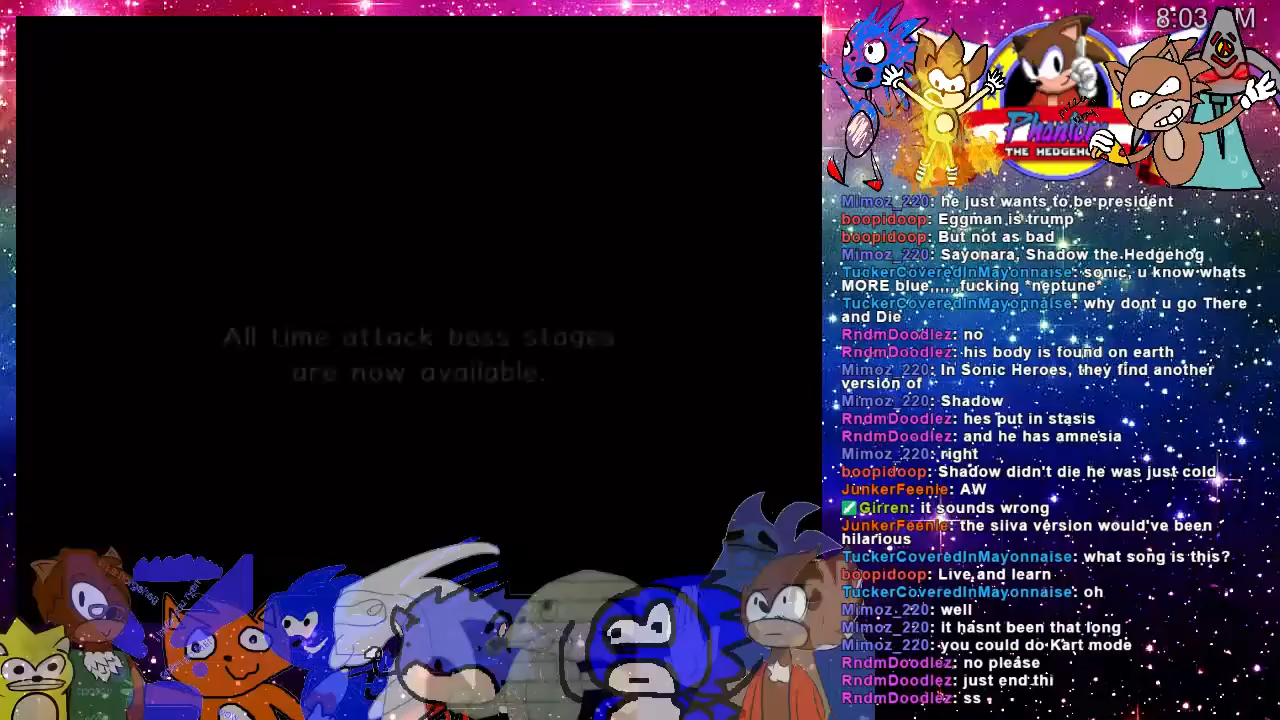 8:03 M
Phantom
THE HEDGEHOG
All time attack boss stages
are now available.
Mimoz_220: he just wants to be president
boopidoop: Eggman is trump
boopidoop: But not as bad
Mimoz_220: Sayonara, Shadow the Hedgehog
TuckerCoveredInMayonnaise: sonic, u know whats
MORE blue,,,,,,fucking *neptune*
TuckerCoveredInMayonnaise: why dont u go There
and Die
RndmDoodlez: no
RndmDoodlez: his body is found on earth
Mimoz_220: In Sonic Heroes, they find another
version of
Mimoz_220: Shadow
RndmDoodlez: hes put in stasis
RndmDoodlez: and he has amnesia
Mimoz_220: right
boopidoop: Shadow didn't die he was just cold
JunkerFeenie: AW
Girren: it sounds wrong
JunkerFeenie: the siiva version would've been
hilarious
TuckerCoveredInMayonnaise: what song is this?
boopidoop: Live and learn
TuckerCoveredInMayonnaise: oh
Mimoz_220: well
Mimoz_220: it hasnt been that long
Mimoz_220: you could do Kart mode
RndmDoodlez: no please
RndmDoodlez: just end thi
RndmDoodlez: ss